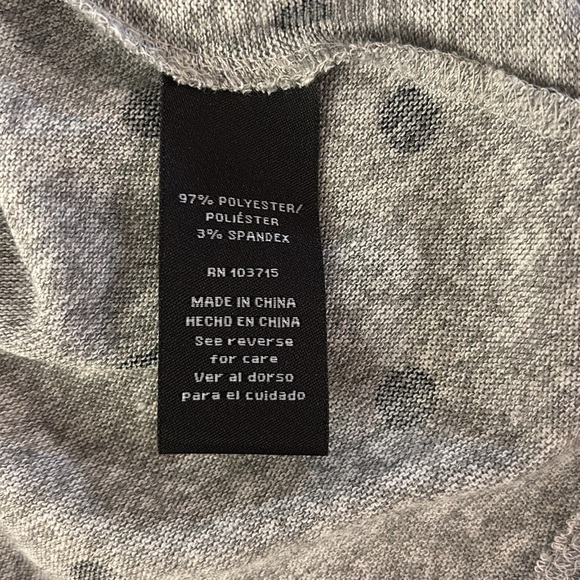 97% POLYESTER/
POLIÉSTER
3% SPANDEX
RN 103715
MADE IN CHINA
HECHO EN CHINA
See reverse
for care
Ver al dorso
para el cuidado